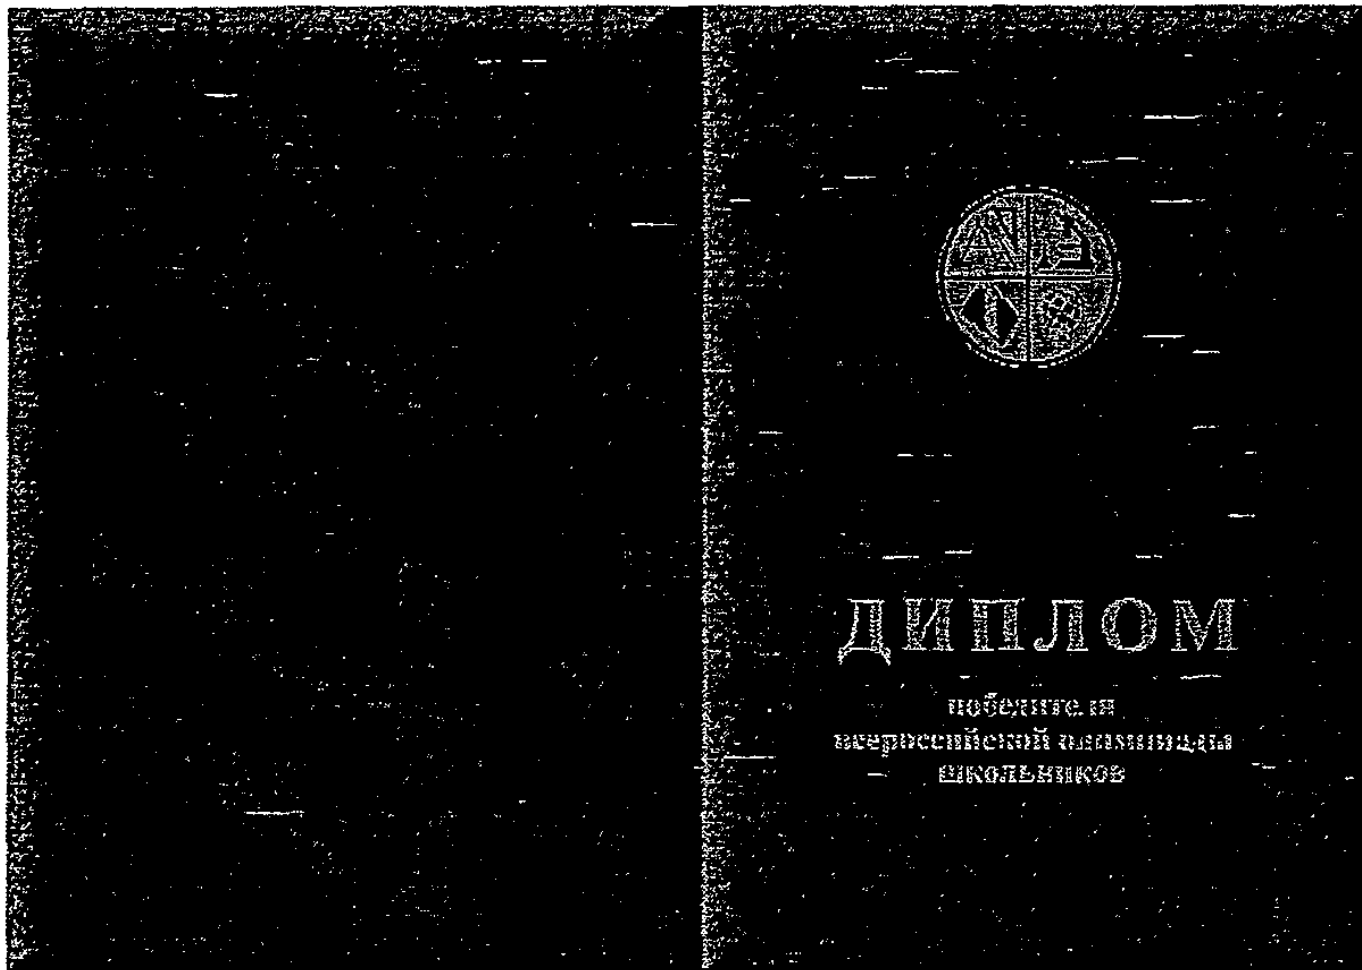 ДИПЛОМ
победителя
всероссийской олимпиады
школьников